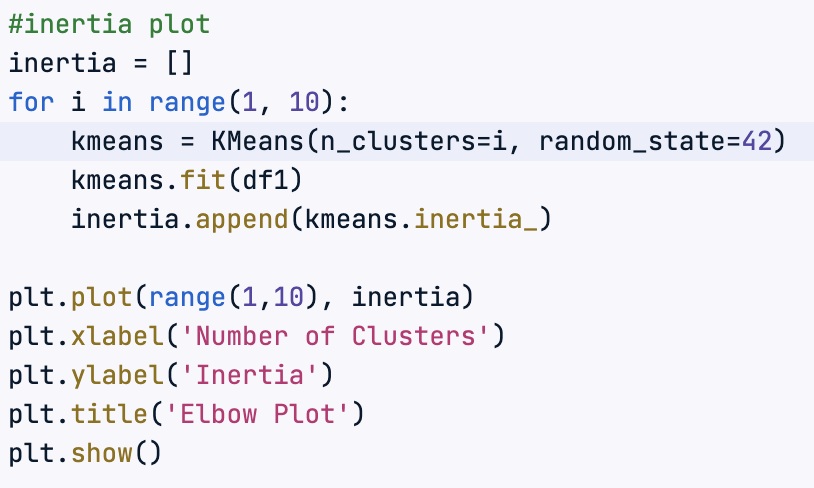 #inertia plot
inertia = []
for i in range(1, 10):
    kmeans = KMeans(n_clusters=i, random_state=42)
    kmeans.fit(df1)
    inertia.append(kmeans.inertia_)

plt.plot(range(1,10), inertia)
plt.xlabel('Number of Clusters')
plt.ylabel('Inertia')
plt.title('Elbow Plot')
plt.show()